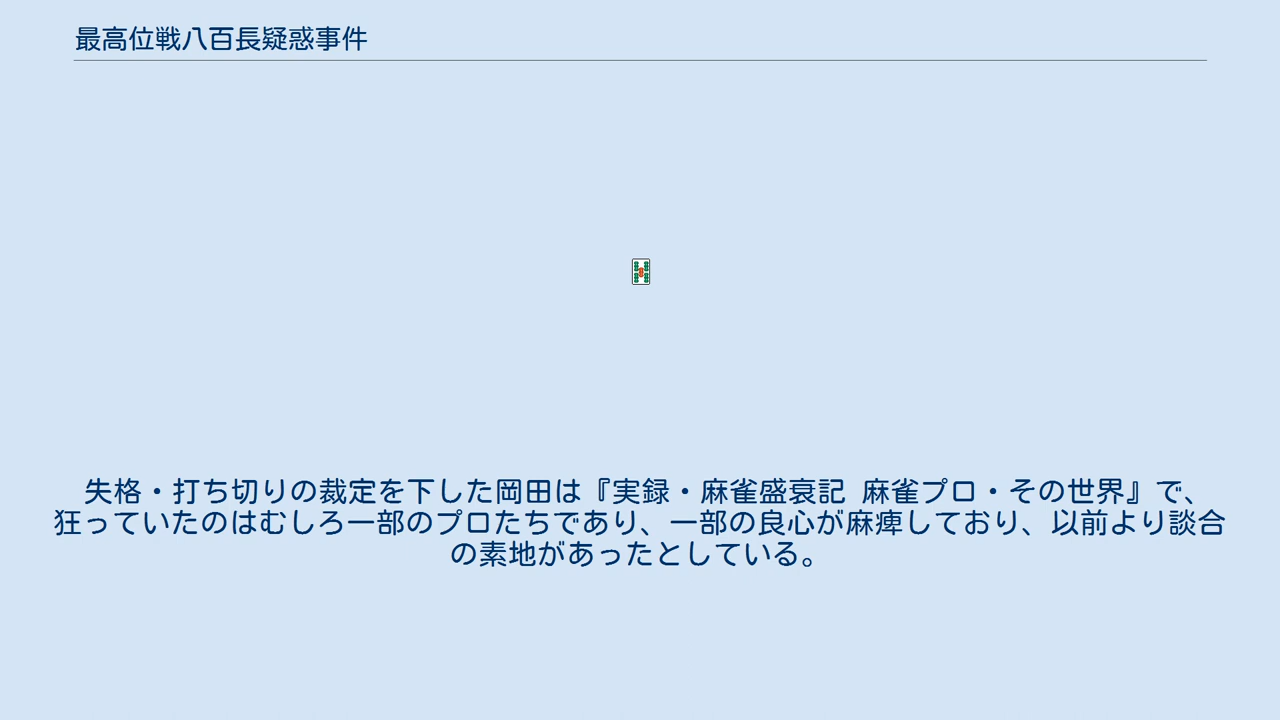 最高位戦八百長疑惑事件
失格・打ち切りの裁定を下した岡田は『実録・麻雀盛衰記 麻雀プロ・その世界』で、
狂っていたのはむしろ一部のプロたちであり、一部の良心が麻痺しており、以前より談合
の素地があったとしている。